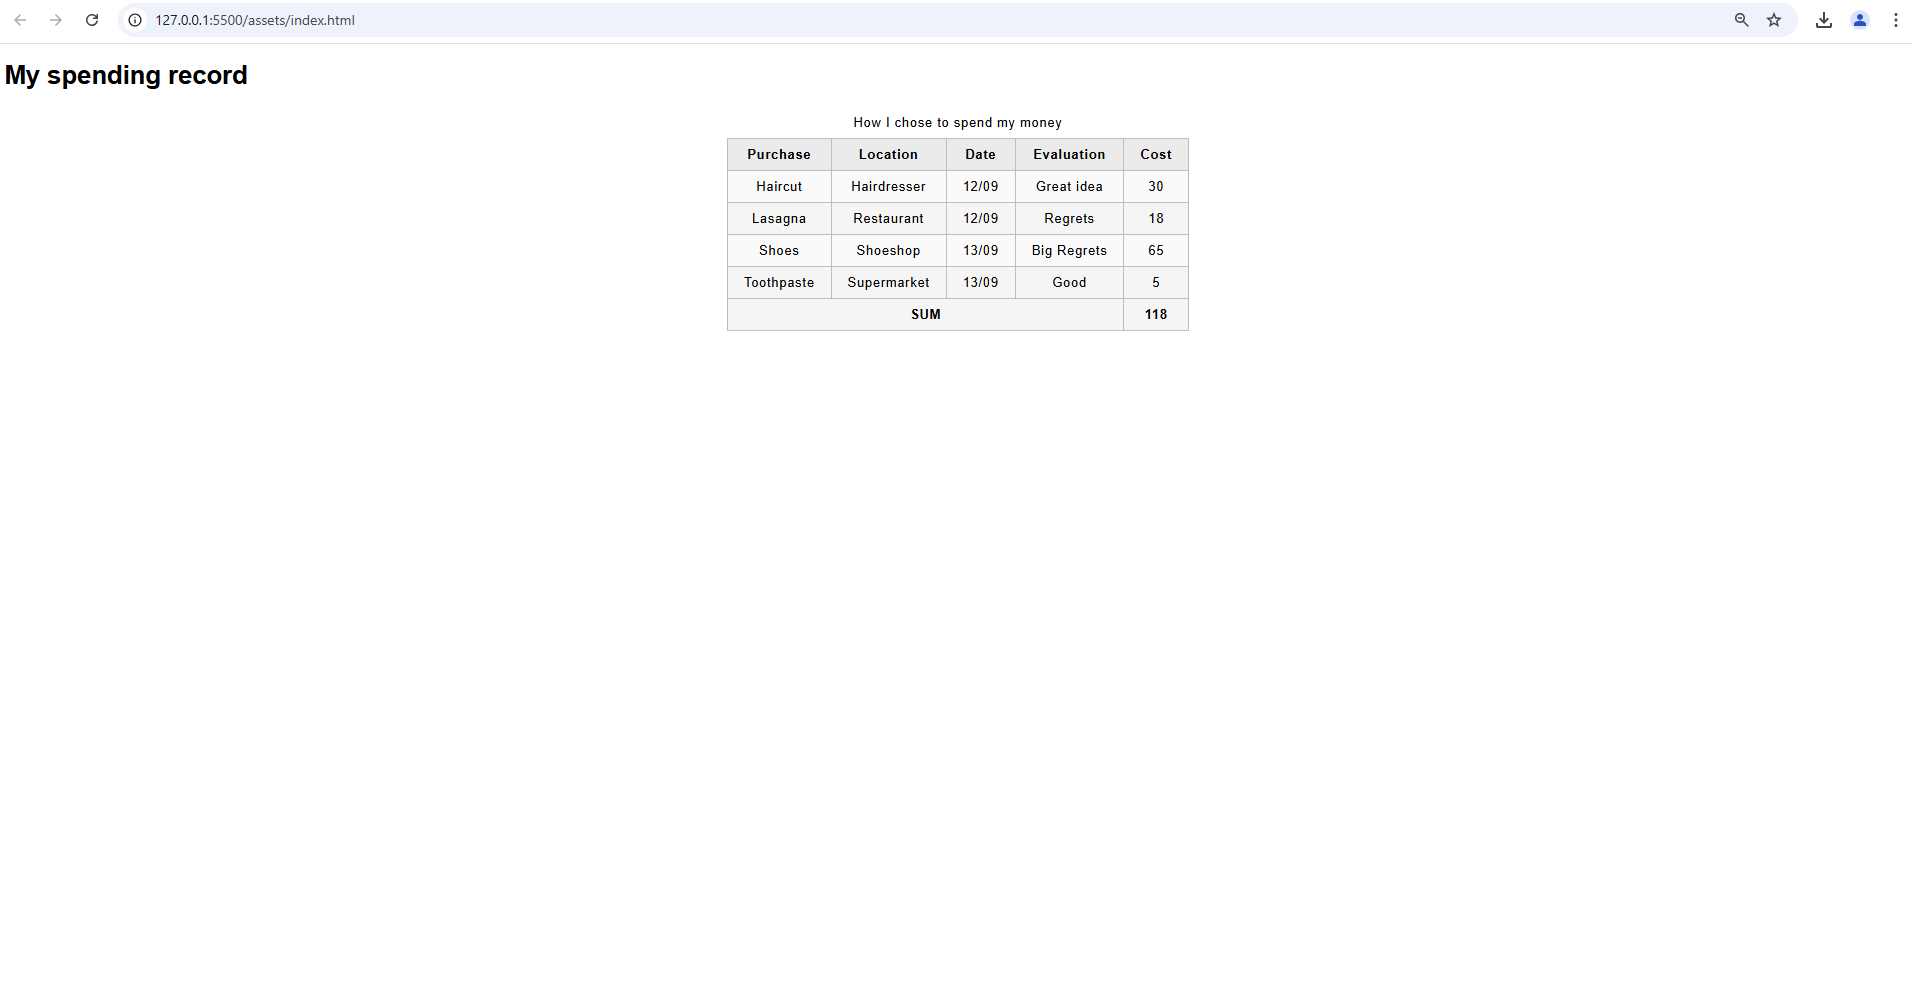 127.0.0.1:5500/assets/index.html
My spending record
How I chose to spend my money
Purchase Location Date Evaluation Cost
Haircut Hairdresser 12/09 Great idea 30
Lasagna Restaurant 12/09 Regrets 18
Shoes Shoeshop 13/09 Big Regrets 65
Toothpaste Supermarket 13/09 Good 5
SUM 118